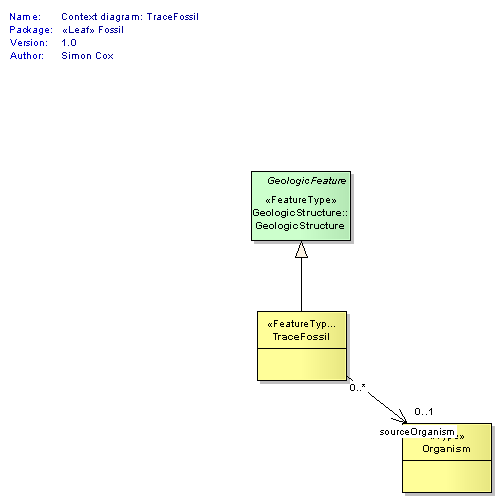 Name: Context diagram: TraceFossil
Package: «Leaf» Fossil
Version: 1.0
Author: Simon Cox
GeologicFeature
«FeatureType»
GeologicStructure::
GeologicStructure
«FeatureTyp...
TraceFossil
0..*
0..1
sourceOrganism
«Type»
Organism